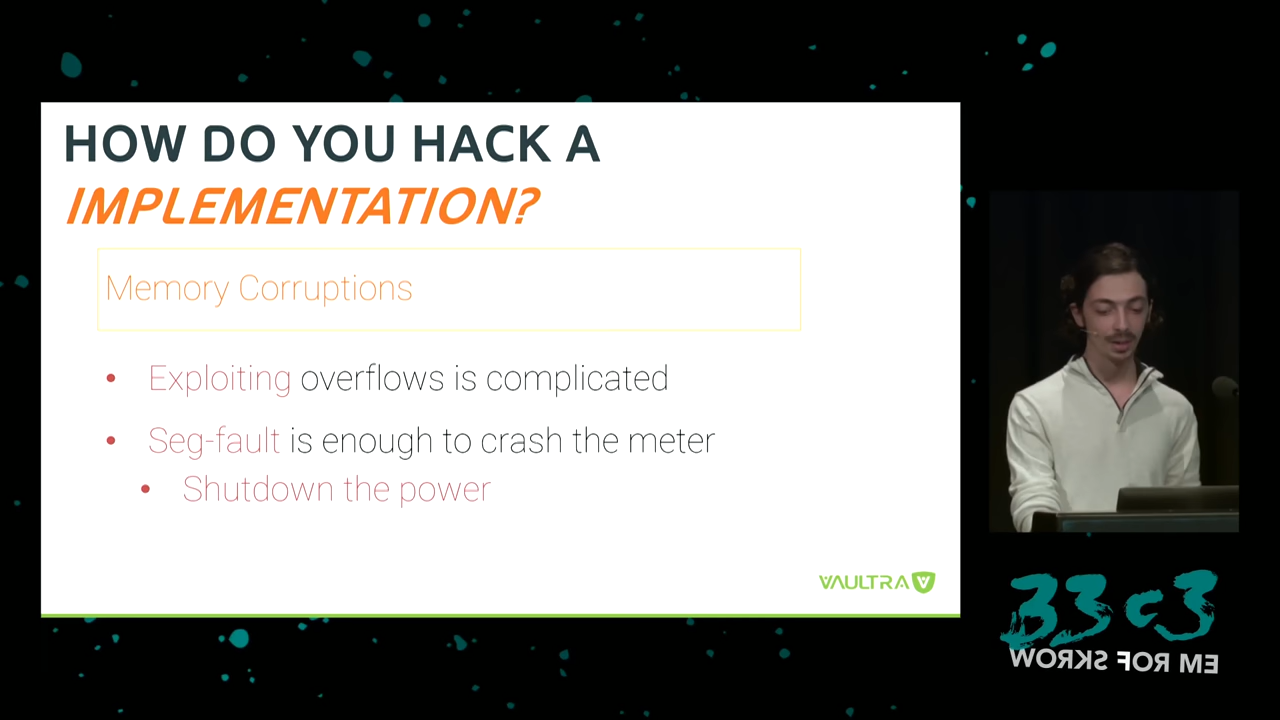 HOW DO YOU HACK A
IMPLEMENTATION?
Memory Corruptions
• Exploiting overflows is complicated
• Seg-fault is enough to crash the meter
• Shutdown the power
VAULTRA
33c3
WORKS FOR ME